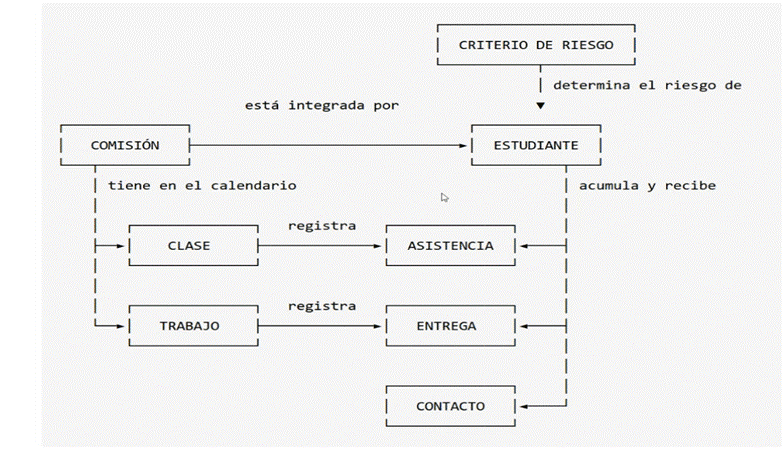 CRITERIO DE RIESGO
determina el riesgo de
está integrada por
COMISIÓN
ESTUDIANTE
tiene en el calendario
acumula y recibe
registra
CLASE
ASISTENCIA
registra
TRABAJO
ENTREGA
CONTACTO